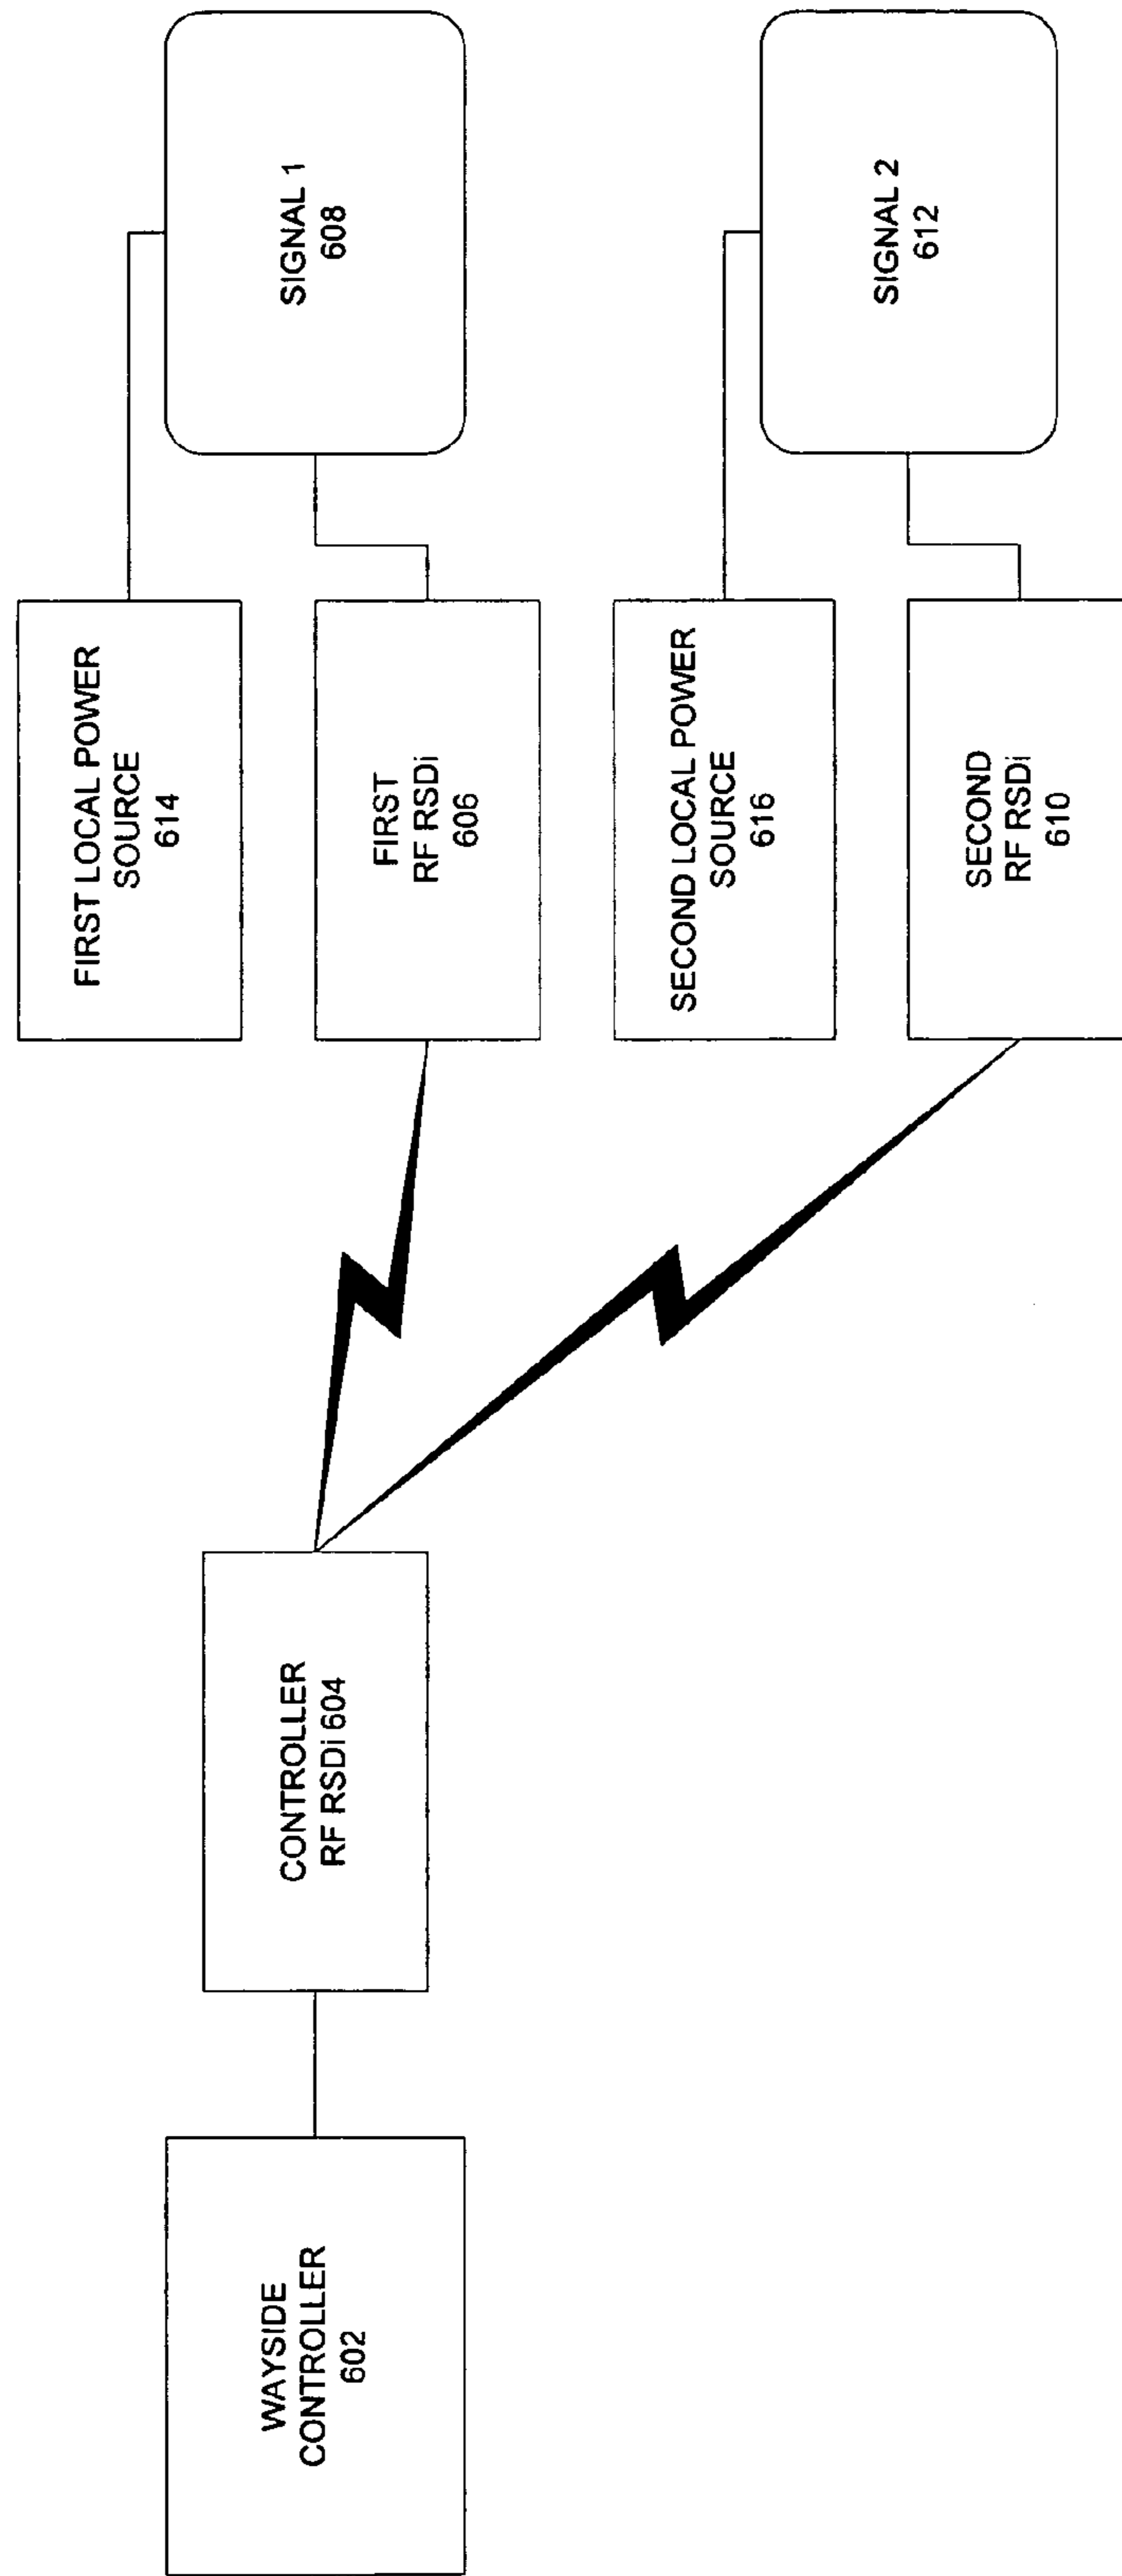 WAYSIDE
CONTROLLER
602
CONTROLLER
RF RSDi 604
FIRST LOCAL POWER
SOURCE
614
FIRST
RF RSDi
606
SECOND LOCAL POWER
SOURCE
616
SECOND
RF RSDi
610
SIGNAL 1
608
SIGNAL 2
612